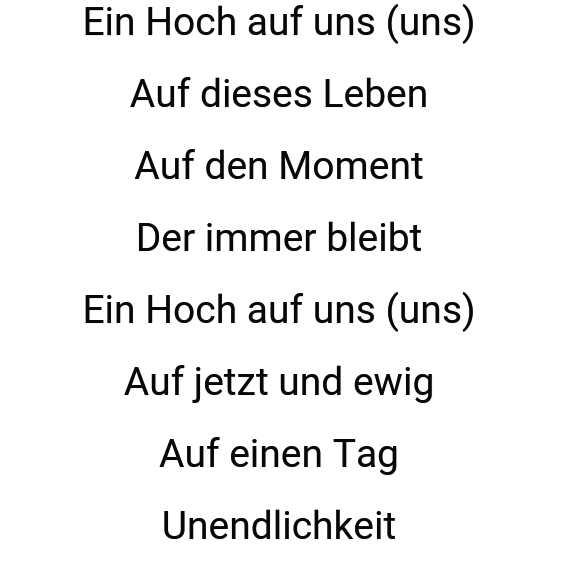 Ein Hoch auf uns (uns)
Auf dieses Leben
Auf den Moment
Der immer bleibt
Ein Hoch auf uns (uns)
Auf jetzt und ewig
Auf einen Tag
Unendlichkeit